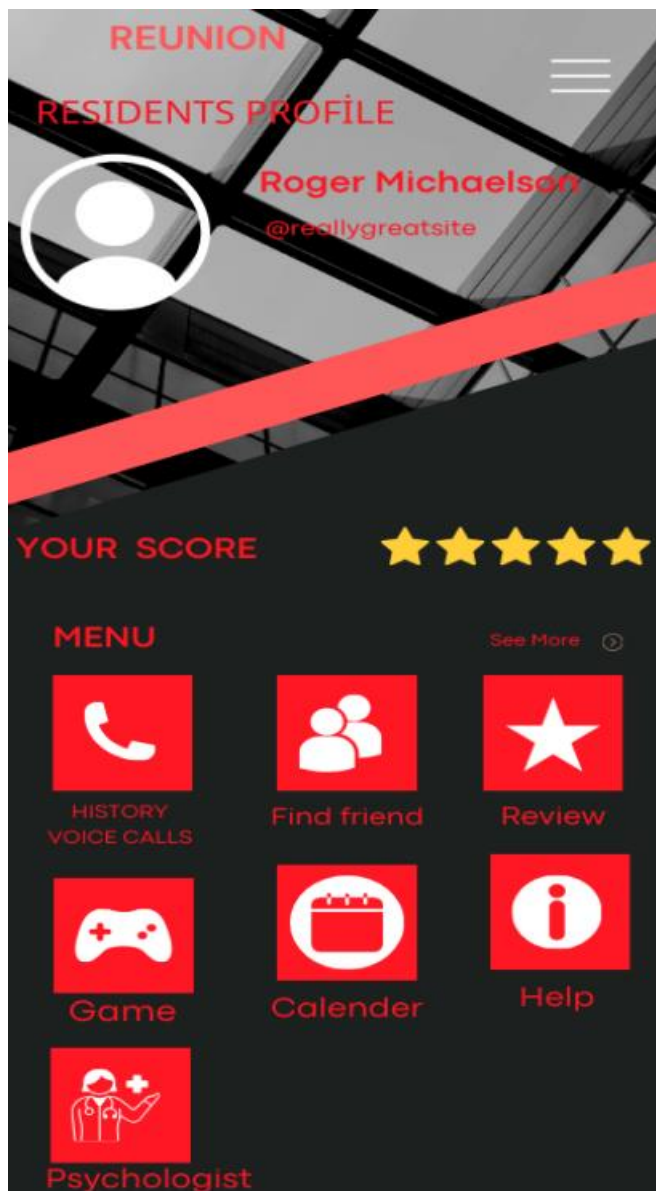 REUNION
RESIDENTS PROFİLE
Roger Michaelson
@reallygreatsite
YOUR SCORE
MENU
See More
HISTORY
VOICE CALLS
Find friend
Review
Game
Calender
Help
Psychologist